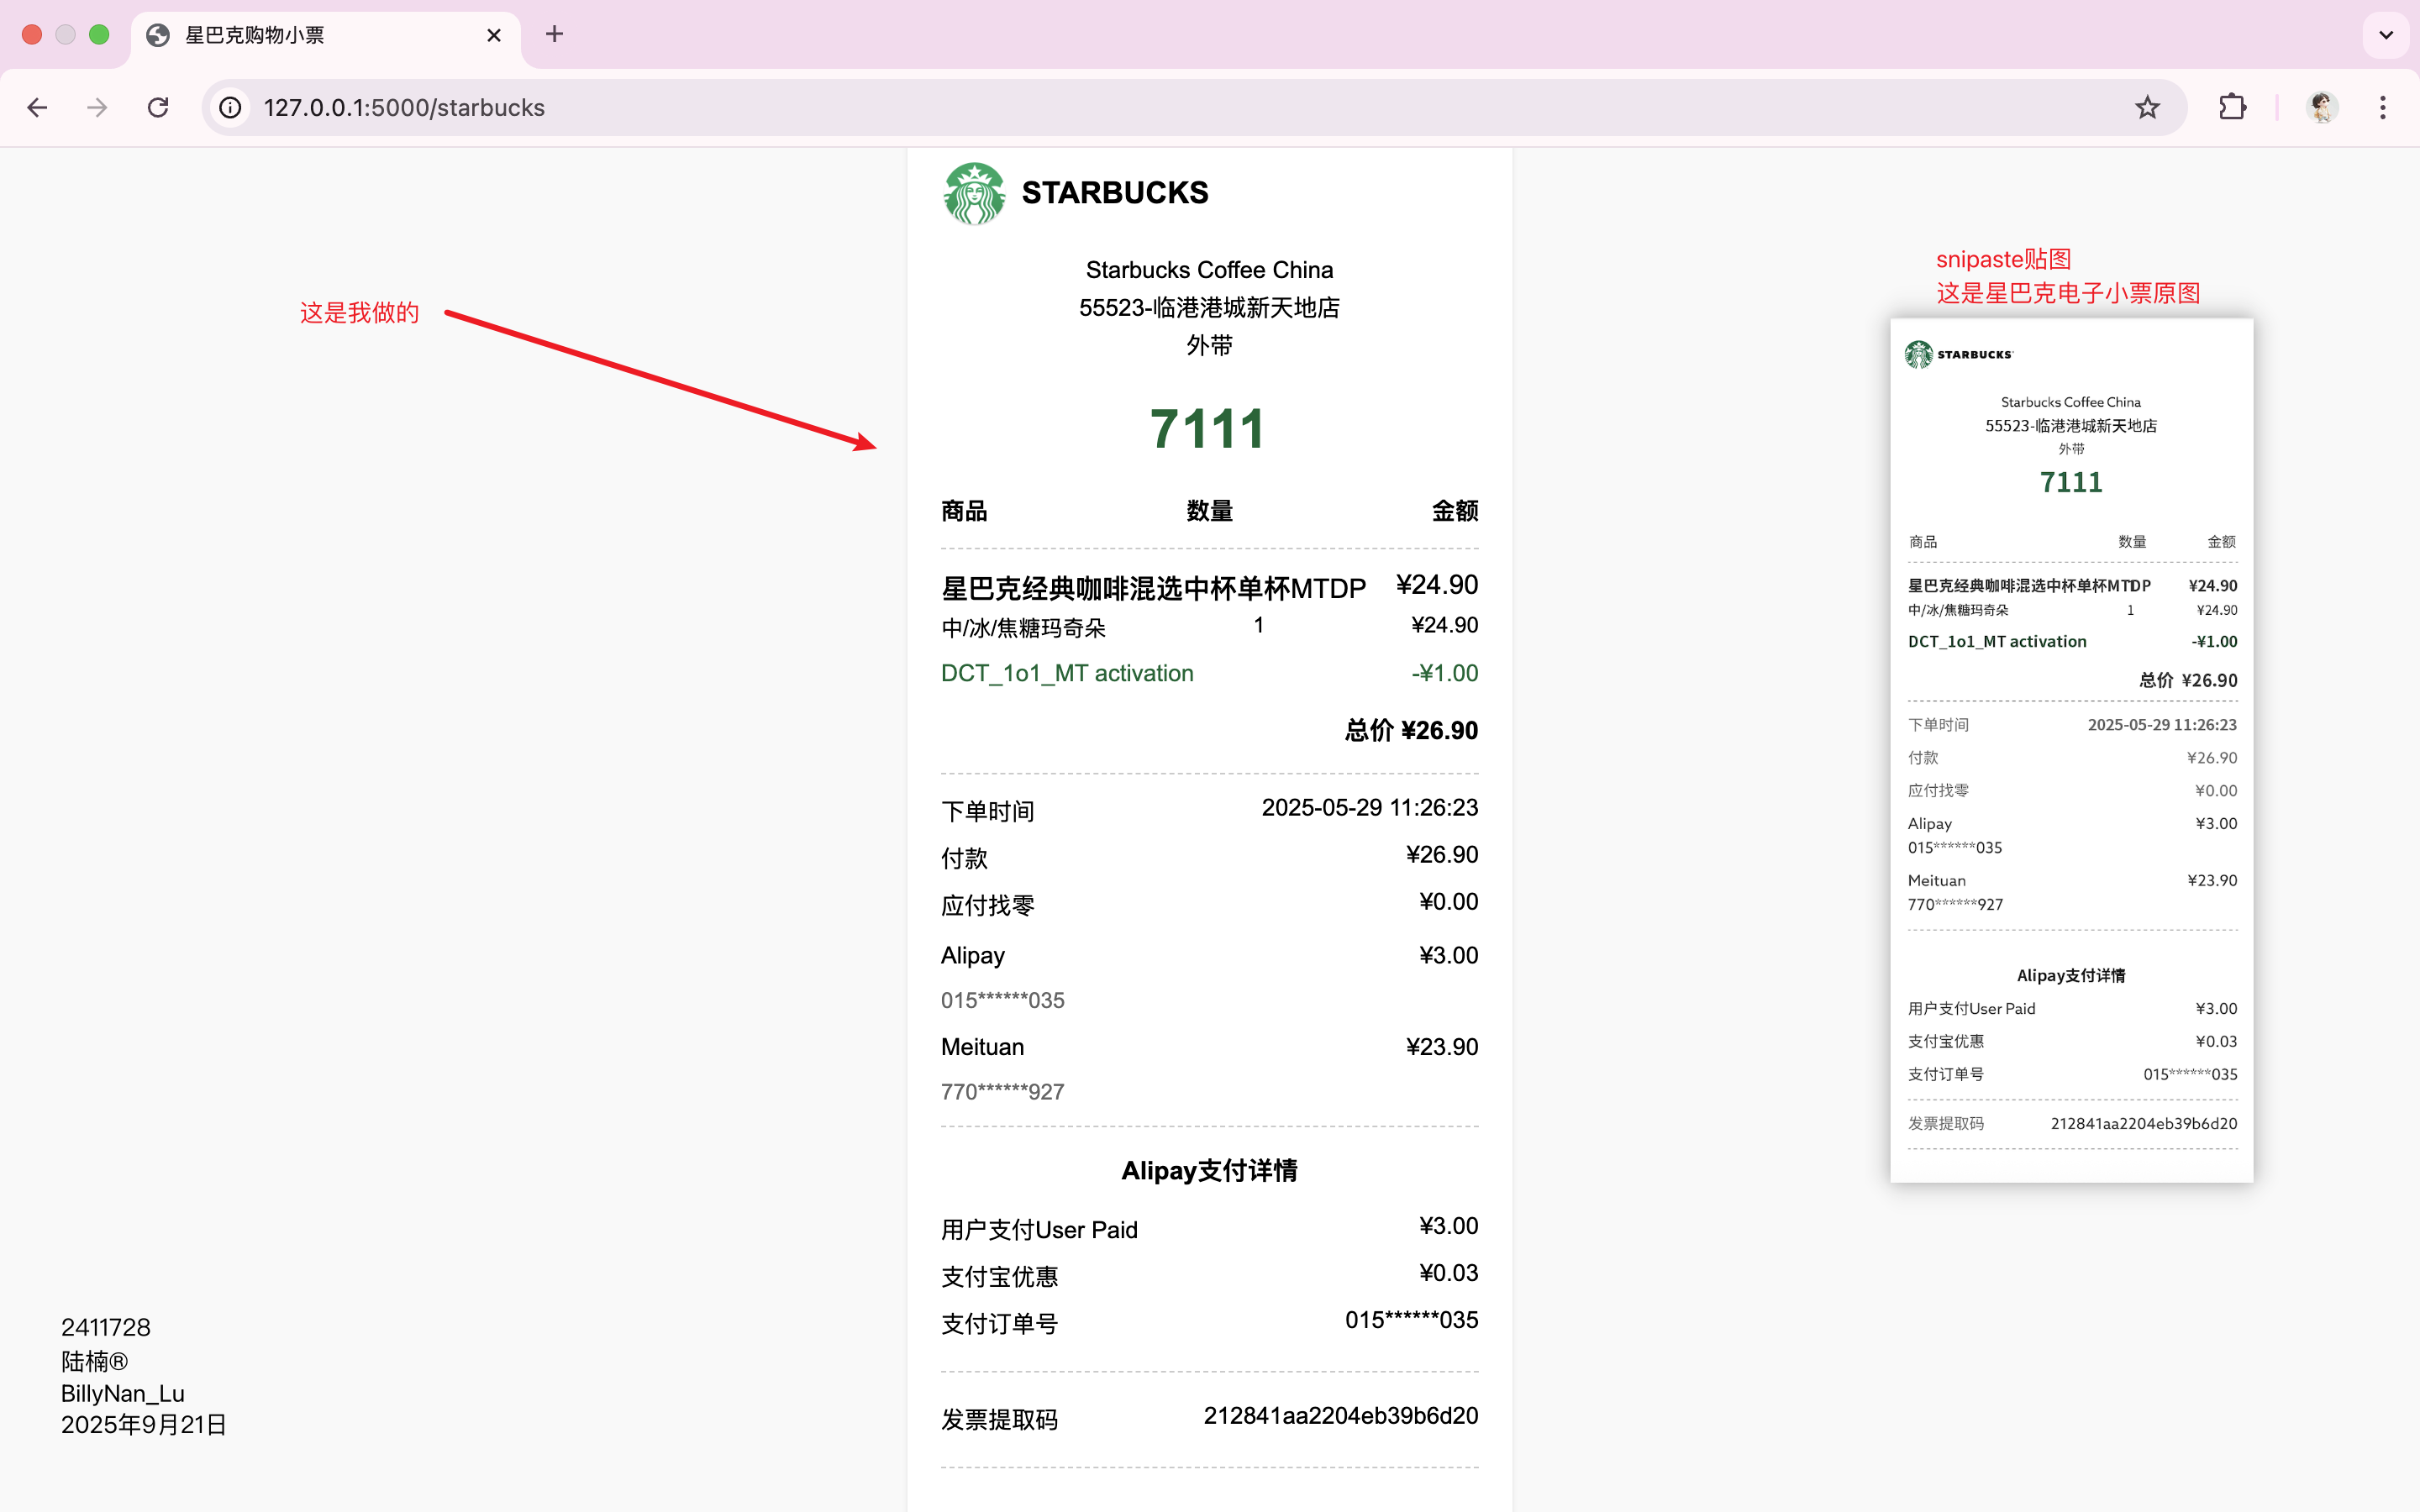 星巴克购物小票
127.0.0.1:5000/starbucks
STARBUCKS
Starbucks Coffee China
55523-临港港城新天地店
外带
7111
商品 数量 金额
星巴克经典咖啡混选中杯单杯MTDP ¥24.90
中/冰/焦糖玛奇朵 1 ¥24.90
DCT_1o1_MT activation -¥1.00
总价 ¥26.90
下单时间 2025-05-29 11:26:23
付款 ¥26.90
应付找零 ¥0.00
Alipay ¥3.00
015******035
Meituan ¥23.90
770******927
Alipay支付详情
用户支付User Paid ¥3.00
支付宝优惠 ¥0.03
支付订单号 015******035
发票提取码 212841aa2204eb39b6d20
这是我做的
snipaste贴图
这是星巴克电子小票原图
STARBUCKS
Starbucks Coffee China
55523-临港港城新天地店
外带
7111
商品 数量 金额
星巴克经典咖啡混选中杯单杯MTDP 1 ¥24.90
中/冰/焦糖玛奇朵 1 ¥24.90
DCT_1o1_MT activation -¥1.00
总价 ¥26.90
下单时间 2025-05-29 11:26:23
付款 ¥26.90
应付找零 ¥0.00
Alipay ¥3.00
015******035
Meituan ¥23.90
770******927
Alipay支付详情
用户支付User Paid ¥3.00
支付宝优惠 ¥0.03
支付订单号 015******035
发票提取码 212841aa2204eb39b6d20
2411728
陆楠®
BillyNan_Lu
2025年9月21日